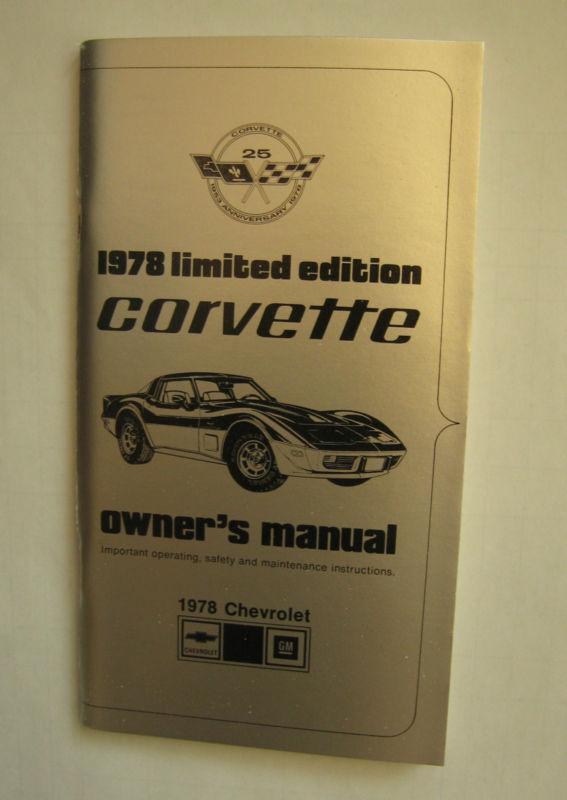 CORVETTE
25
1953 ANNIVERSARY 1978
1978 limited edition
corvette
owner's manual
Important operating, safety and maintenance instructions.
1978 Chevrolet
CHEVROLET
GM